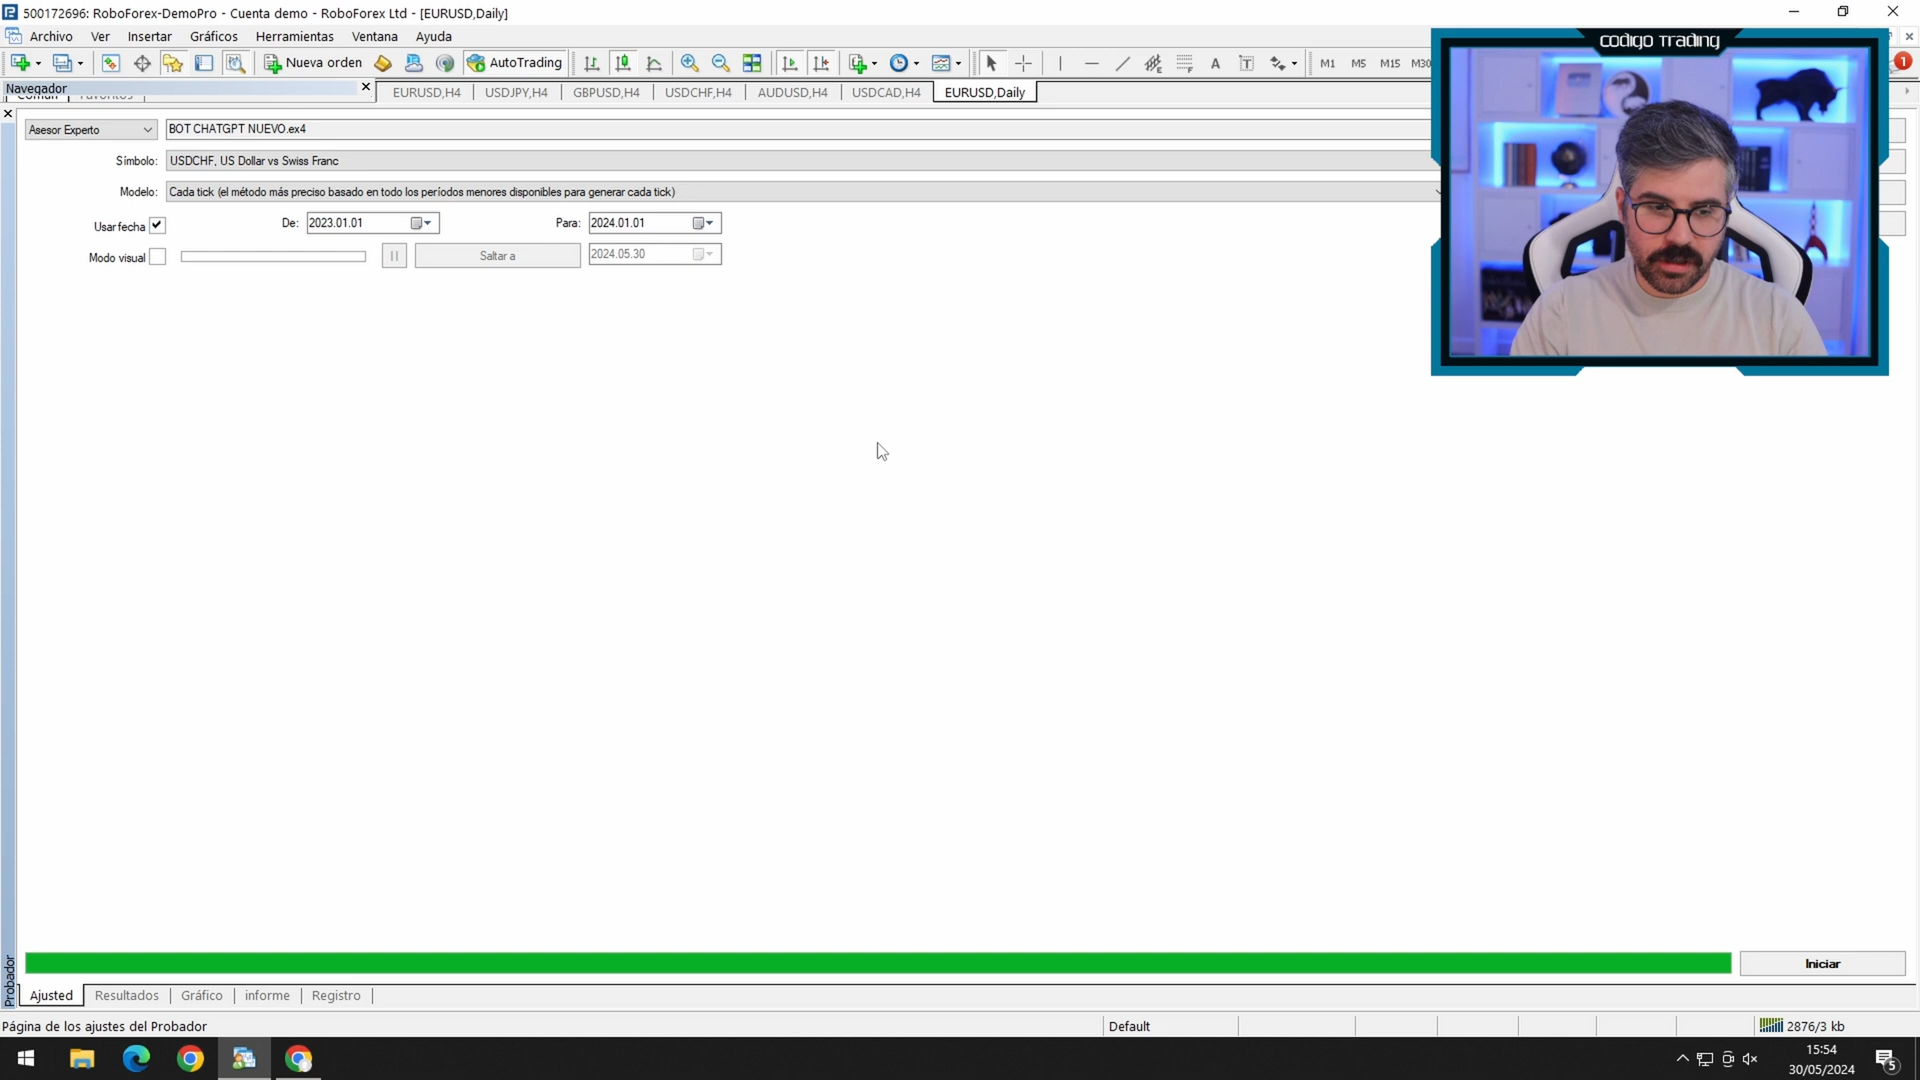 500172696: RoboForex-DemoPro - Cuenta demo - RoboForex Ltd - [EURUSD,Daily]
Archivo Ver Insertar Gráficos Herramientas Ventana Ayuda
codigo Trading
Nueva orden AutoTrading A T M1 M5 M15 M30 1
Navegador
EURUSD,H4 USDJPY,H4 GBPUSD,H4 USDCHF,H4 AUDUSD,H4 USDCAD,H4 EURUSD,Daily
Asesor Experto BOT CHATGPT NUEVO.ex4
Símbolo: USDCHF, US Dollar vs Swiss Franc
Modelo: Cada tick (el método más preciso basado en todo los períodos menores disponibles para generar cada tick)
Usar fecha De: 2023.01.01 Para: 2024.01.01
Modo visual Saltar a 2024.05.30
Iniciar
Probador
Ajusted Resultados Gráfico informe Registro
Página de los ajustes del Probador Default 2876/3 kb
15:54
30/05/2024
5